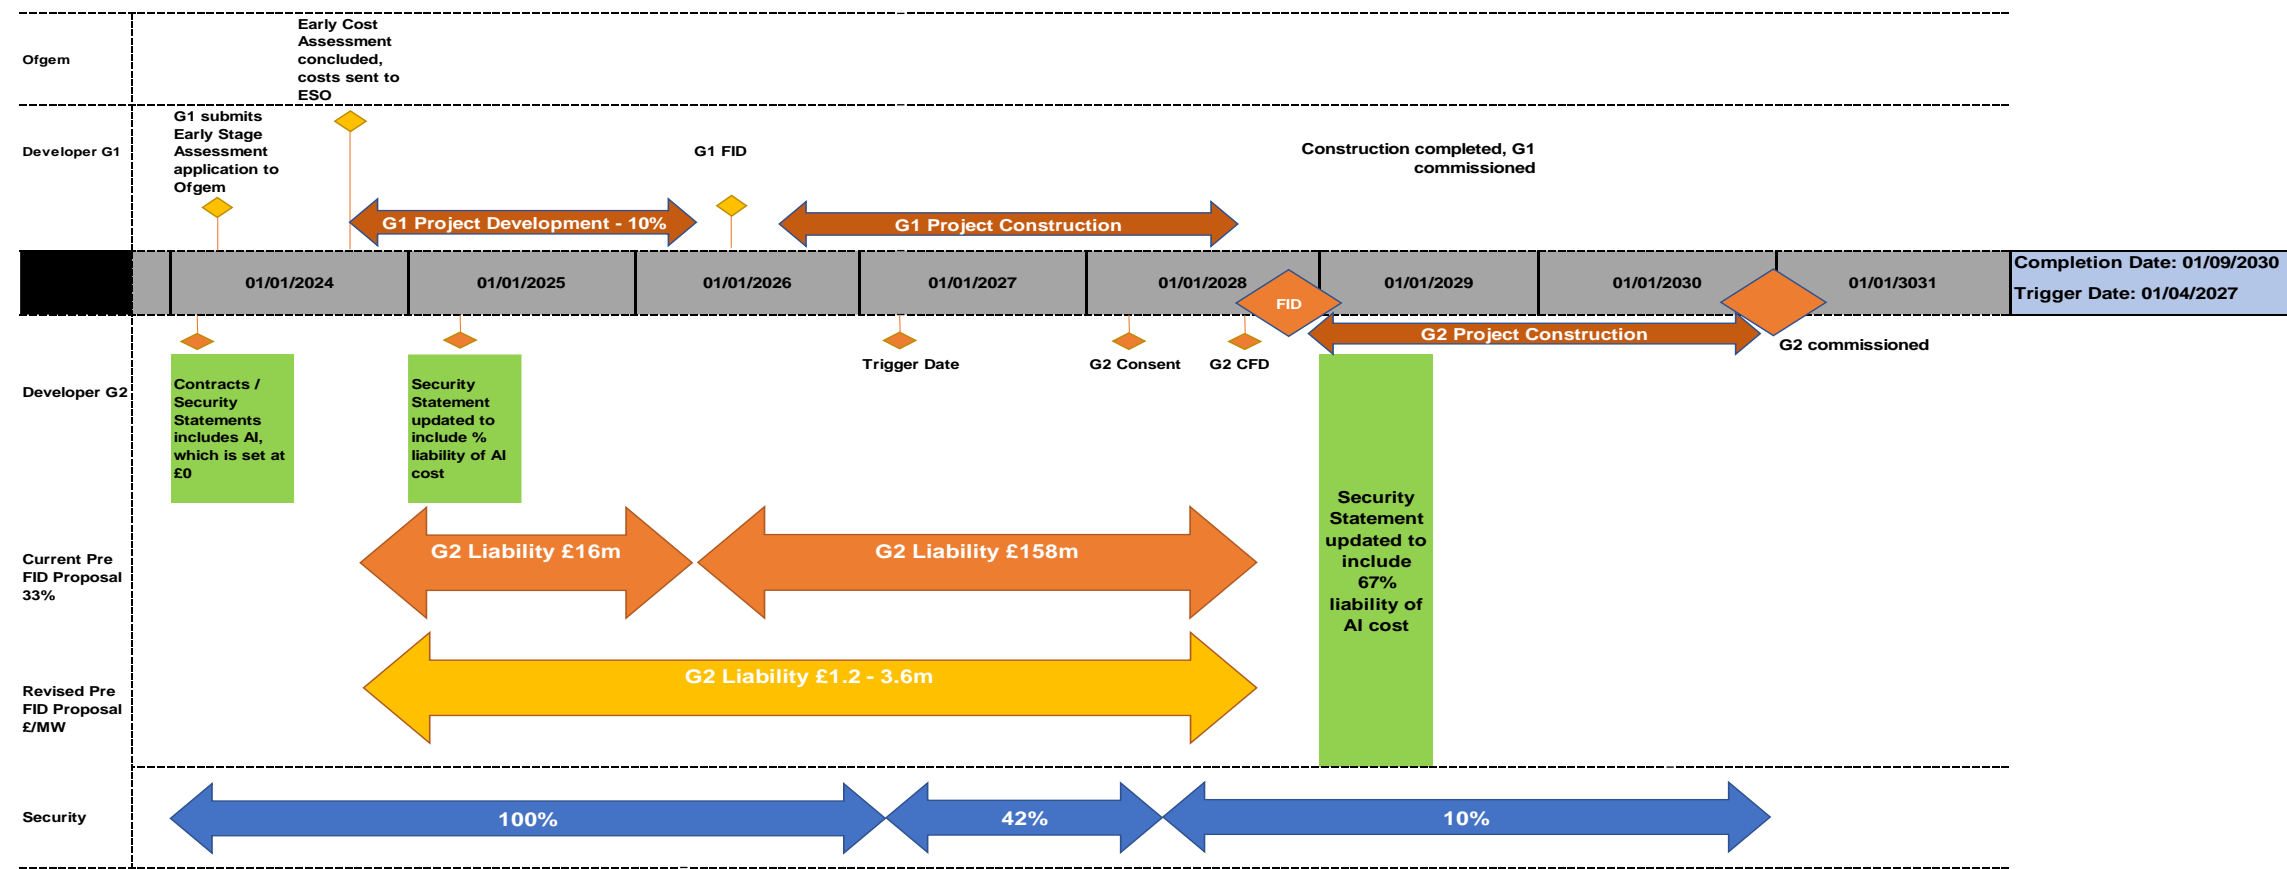 Ofgem
Early Cost
Assessment
concluded,
costs sent to
ESO
Developer G1
G1 submits
Early Stage
Assessment
application to
Ofgem
G1 FID
Construction completed, G1
commissioned
G1 Project Development - 10%
G1 Project Construction
01/01/2024
01/01/2025
01/01/2026
01/01/2027
01/01/2028
01/01/2029
01/01/2030
01/01/3031
Completion Date: 01/09/2030
Trigger Date: 01/04/2027
FID
G2 Project Construction
G2 commissioned
Trigger Date
G2 Consent
G2 CFD
Developer G2
Contracts /
Security
Statements
includes AI,
which is set at
£0
Security
Statement
updated to
include %
liability of AI
cost
Security
Statement
updated to
include
67%
liability of
AI cost
Current Pre
FID Proposal
33%
G2 Liability £16m
G2 Liability £158m
Revised Pre
FID Proposal
£/MW
G2 Liability £1.2 - 3.6m
Security
100%
42%
10%